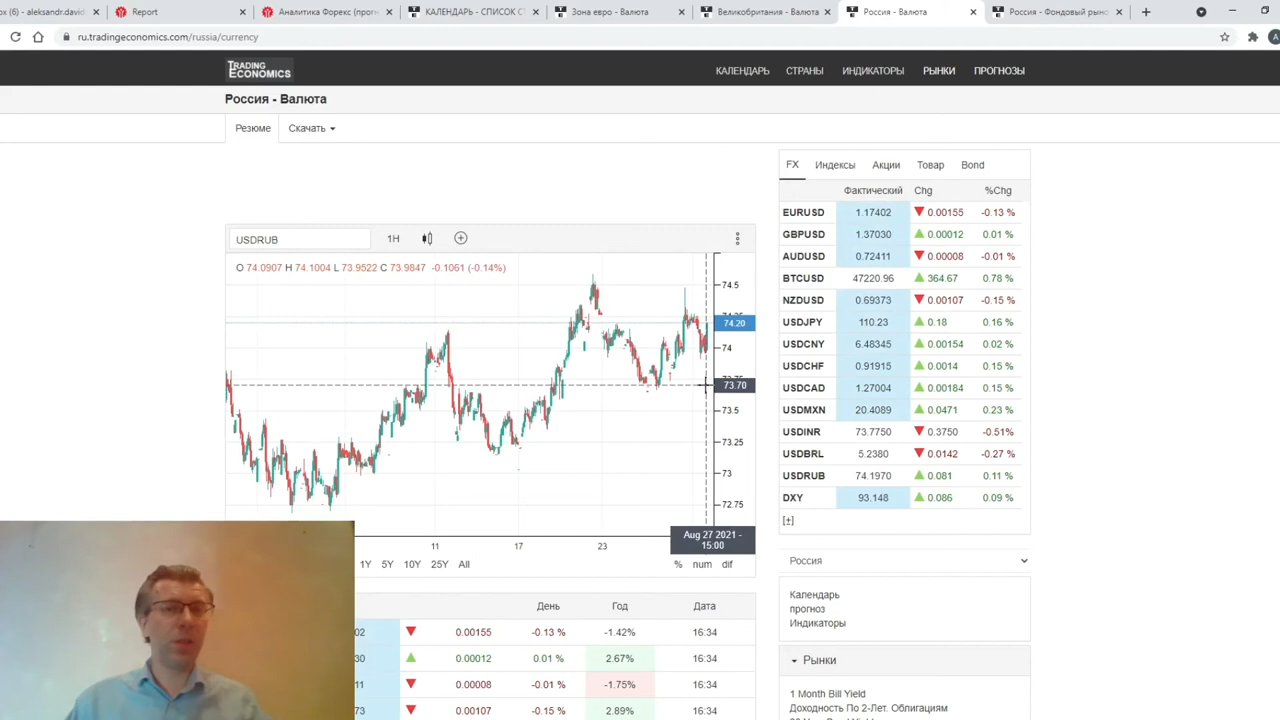 ox (6) - aleksandr.david
Report
Аналитика Форекс (прог
КАЛЕНДАРЬ - СПИСОК С
Зона евро - Валюта
Великобритания - Валюта
Россия - Валюта
Россия - Фондовый рыно
ru.tradingeconomics.com/russia/currency
TRADING
ECONOMICS
КАЛЕНДАРЬ СТРАНЫ ИНДИКАТОРЫ РЫНКИ ПРОГНОЗЫ
Россия - Валюта
Резюме Скачать
USDRUB 1H
O 74.0907 H 74.1004 L 73.9522 C 73.9847 -0.1061 (-0.14%)
74.5
74.20
74
73.70
73.5
73.25
73
72.75
11 17 23
Aug 27 2021 -
15:00
1Y 5Y 10Y 25Y All % num dif
День Год Дата
02 0.00155 -0.13 % -1.42% 16:34
30 0.00012 0.01 % 2.67% 16:34
11 0.00008 -0.01 % -1.75% 16:34
73 0.00107 -0.15 % 2.89% 16:34
FX Индексы Акции Товар Bond
Фактический Chg %Chg
EURUSD 1.17402 0.00155 -0.13 %
GBPUSD 1.37030 0.00012 0.01 %
AUDUSD 0.72411 0.00008 -0.01 %
BTCUSD 47220.96 364.67 0.78 %
NZDUSD 0.69373 0.00107 -0.15 %
USDJPY 110.23 0.18 0.16 %
USDCNY 6.48345 0.00154 0.02 %
USDCHF 0.91915 0.0014 0.15 %
USDCAD 1.27004 0.00184 0.15 %
USDMXN 20.4089 0.0471 0.23 %
USDINR 73.7750 0.3750 -0.51%
USDBRL 5.2380 0.0142 -0.27 %
USDRUB 74.1970 0.081 0.11 %
DXY 93.148 0.086 0.09 %
[+]
Россия
Календарь
прогноз
Индикаторы
Рынки
1 Month Bill Yield
Доходность По 2-Лет. Облигациям